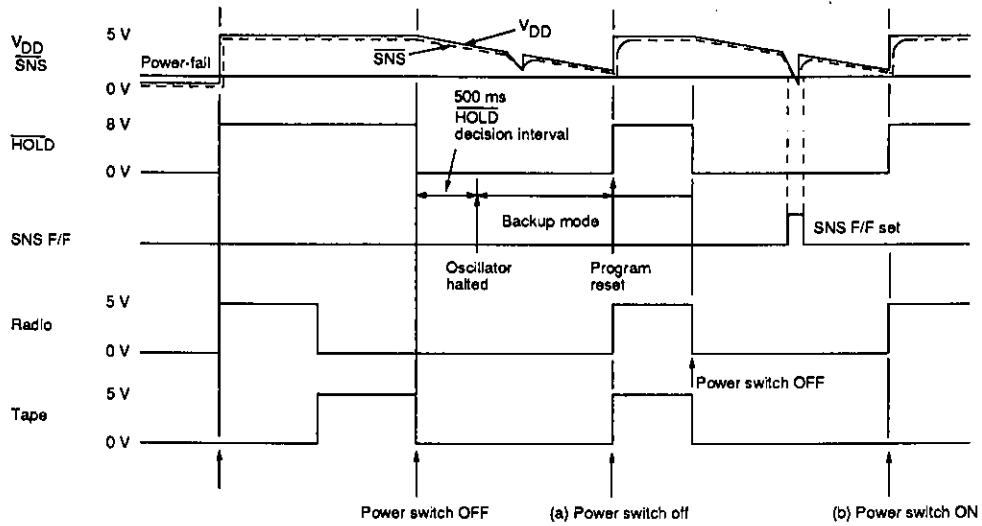 V_DD
SNS
5 V
Power-fail
0 V
V_DD
SNS
500 ms
HOLD
decision interval
HOLD
8 V
0 V
Backup mode
SNS F/F
SNS F/F set
Oscillator
halted
Program
reset
Radio
5 V
0 V
Power switch OFF
Tape
5 V
0 V
Power switch OFF
(a) Power switch off
(b) Power switch ON